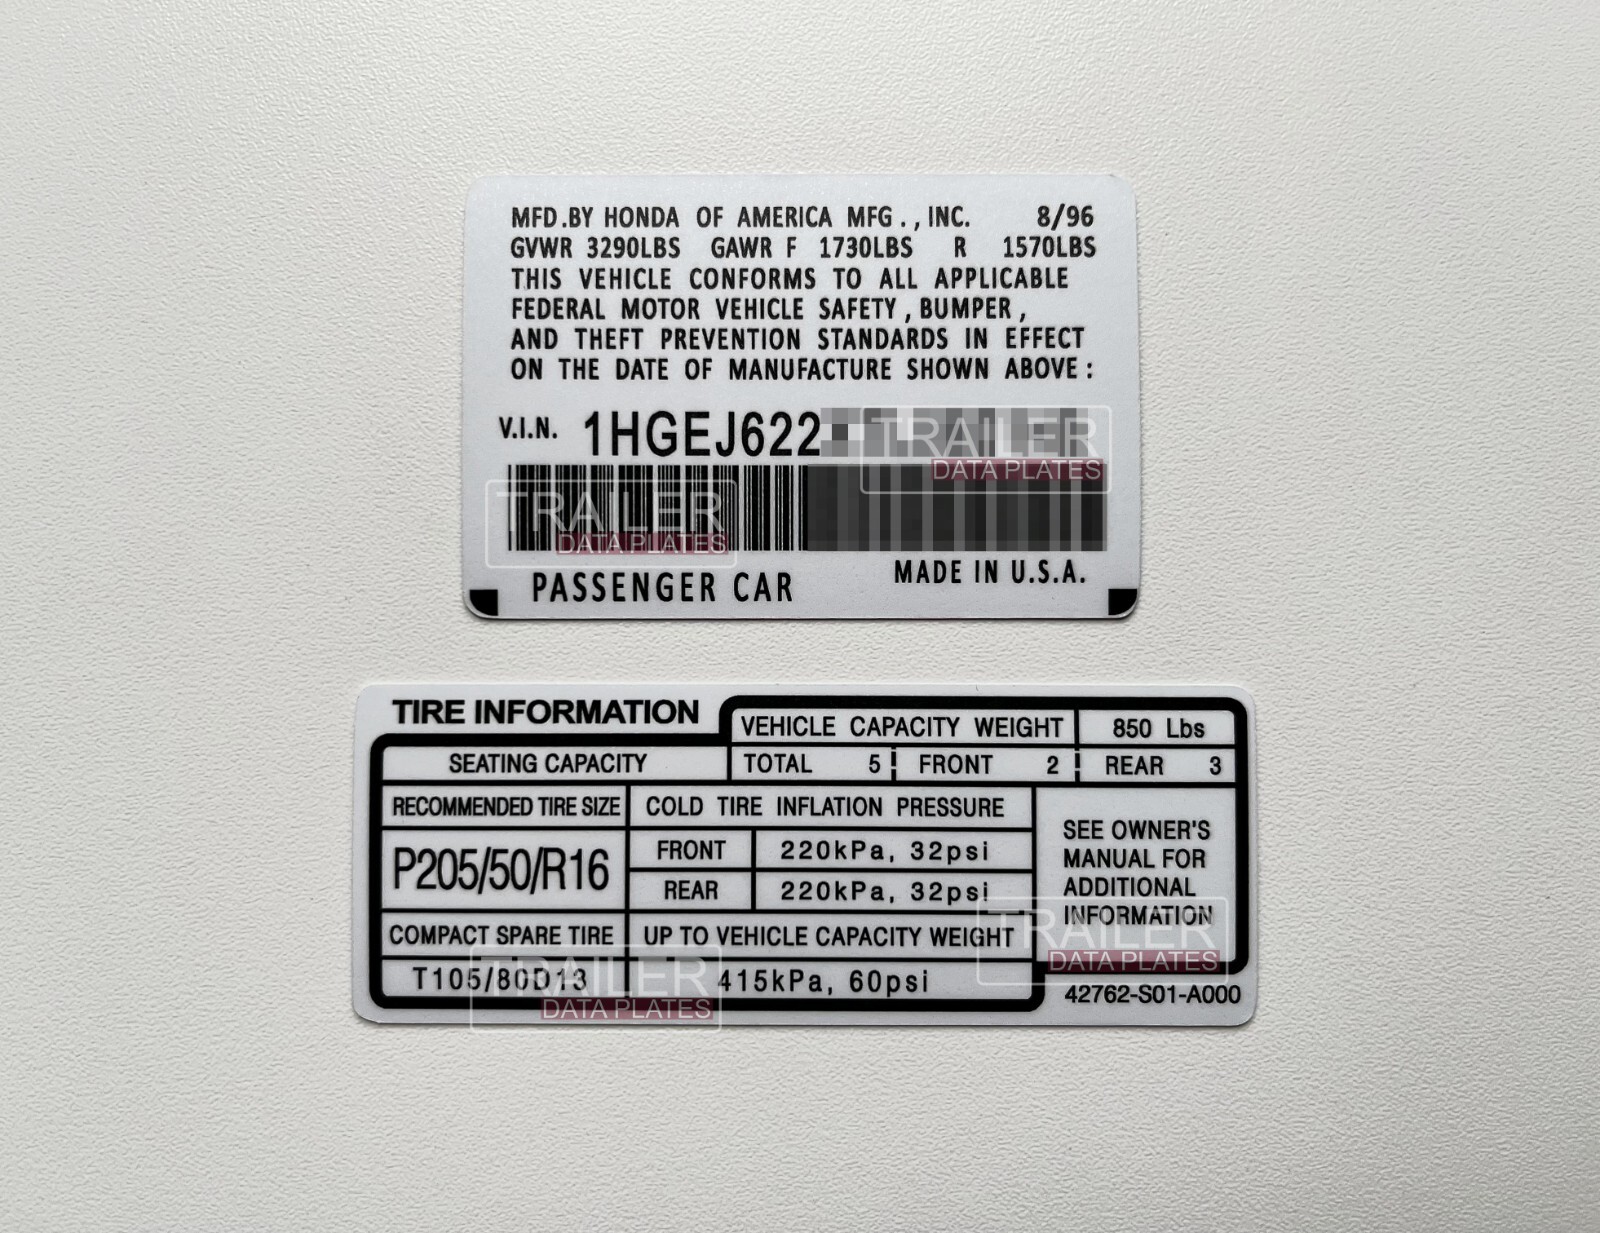 MFD.BY HONDA OF AMERICA MFG., INC. 8/96
GVWR 3290LBS GAWR F 1730LBS R 1570LBS
THIS VEHICLE CONFORMS TO ALL APPLICABLE
FEDERAL MOTOR VEHICLE SAFETY, BUMPER,
AND THEFT PREVENTION STANDARDS IN EFFECT
ON THE DATE OF MANUFACTURE SHOWN ABOVE:
V.I.N. 1HGEJ622
TRAILER
DATA PLATES
TRAILER
DATA PLATES
PASSENGER CAR MADE IN U.S.A.
TIRE INFORMATION
VEHICLE CAPACITY WEIGHT 850 Lbs
SEATING CAPACITY TOTAL 5 FRONT 2 REAR 3
RECOMMENDED TIRE SIZE COLD TIRE INFLATION PRESSURE
P205/50/R16
FRONT 220kPa, 32psi
REAR 220kPa, 32psi
SEE OWNER'S
MANUAL FOR
ADDITIONAL
INFORMATION
COMPACT SPARE TIRE UP TO VEHICLE CAPACITY WEIGHT
T105/80D13 415kPa, 60psi
42762-S01-A000
TRAILER
DATA PLATES
TRAILER
DATA PLATES